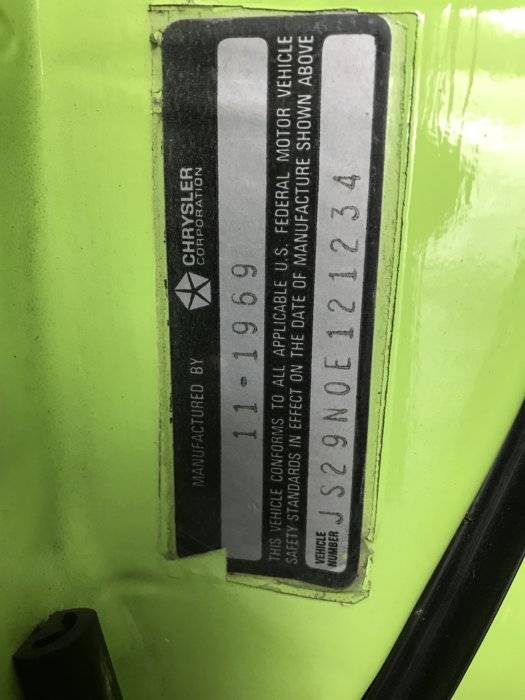 MANUFACTURED BY CHRYSLER CORPORATION
11-1969
THIS VEHICLE CONFORMS TO ALL APPLICABLE U.S. FEDERAL MOTOR VEHICLE
SAFETY STANDARDS IN EFFECT ON THE DATE OF MANUFACTURE SHOWN ABOVE
VEHICLE NUMBER JS29N0E121234